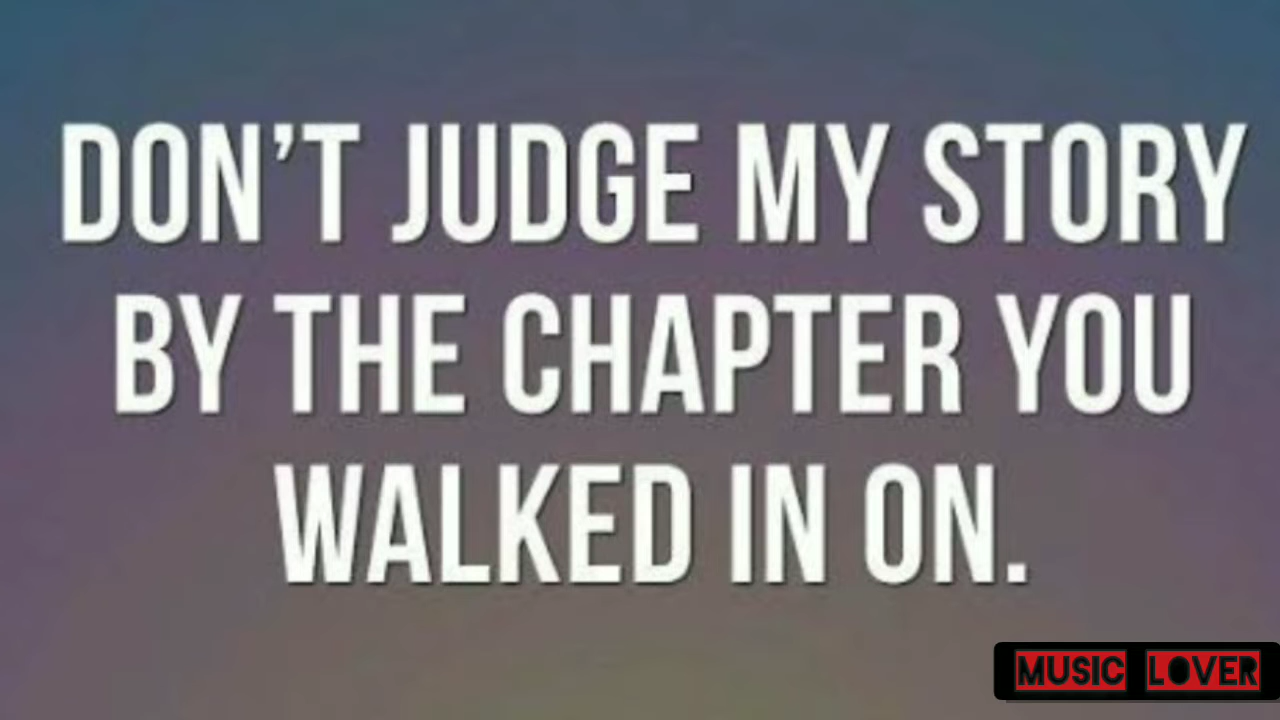 DON'T JUDGE MY STORY
BY THE CHAPTER YOU
WALKED IN ON.
MUSIC LOVER